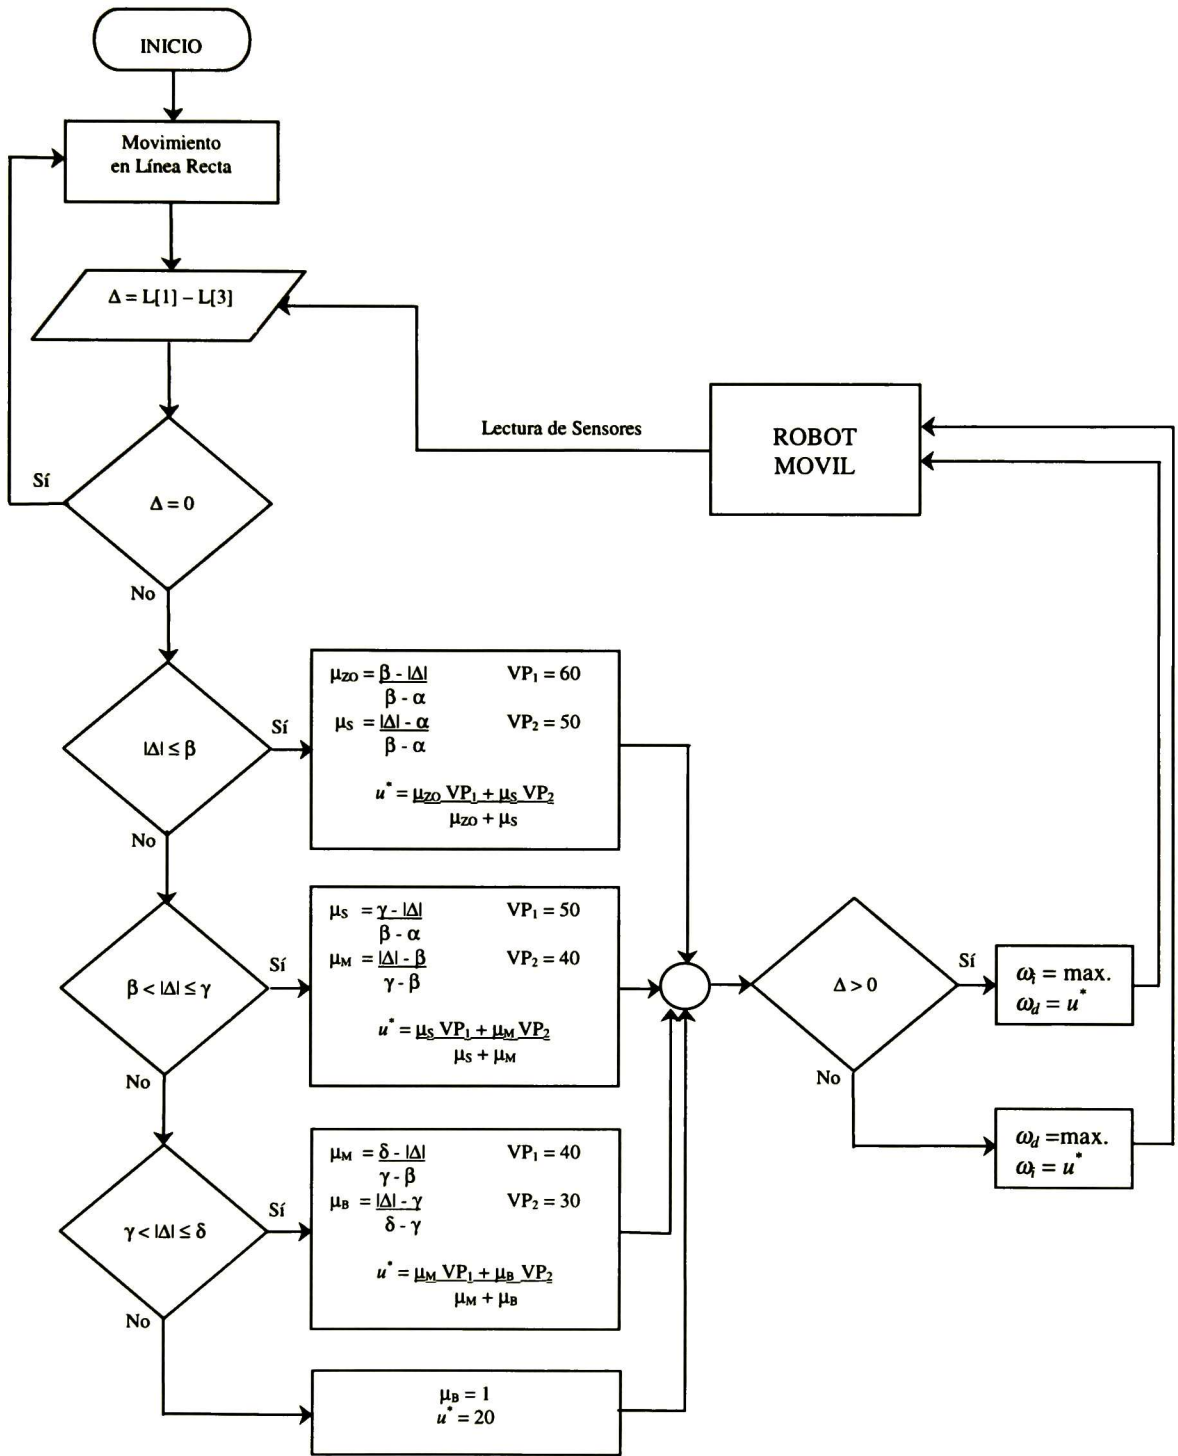 INICIO
Movimiento
en Línea Recta
Δ = L[1] – L[3]
Lectura de Sensores
ROBOT
MOVIL
Sí
Δ = 0
No
|Δ| ≤ β
Sí
No
μZO = β - |Δ| VP1 = 60
β - α
μS = |Δ| - α VP2 = 50
β - α
u* = μZO VP1 + μS VP2
μZO + μS
β < |Δ| ≤ γ
Sí
No
μS = γ - |Δ| VP1 = 50
β - α
μM = |Δ| - β VP2 = 40
γ - β
u* = μS VP1 + μM VP2
μS + μM
Δ > 0
Sí
No
ωi = max.
ωd = u*
ωd =max.
ωi = u*
γ < |Δ| ≤ δ
Sí
No
μM = δ - |Δ| VP1 = 40
γ - β
μB = |Δ| - γ VP2 = 30
δ - γ
u* = μM VP1 + μB VP2
μM + μB
μB = 1
u* = 20